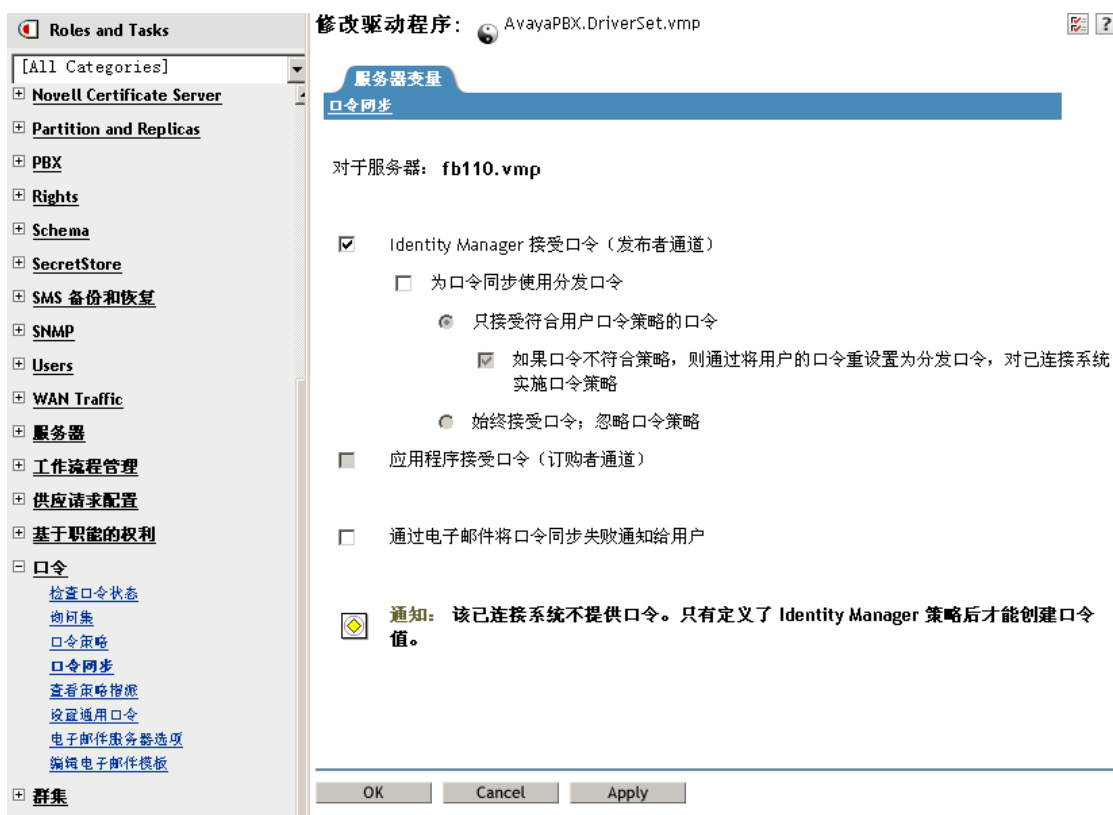 Roles and Tasks
[All Categories]
Novell Certificate Server
Partition and Replicas
PBX
Rights
Schema
SecretStore
SMS 备份和恢复
SNMP
Users
WAN Traffic
服务器
工作流程管理
供应请求配置
基于职能的权利
口令
检查口令状态
询问集
口令策略
口令同步
查看策略指派
设置通用口令
电子邮件服务器选项
编辑电子邮件模板
群集
修改驱动程序: AvayaPBX.DriverSet.vmp
?
服务器变量
口令同步
对于服务器: fb110.vmp
Identity Manager 接受口令（发布者通道）
为口令同步使用分发口令
只接受符合用户口令策略的口令
如果口令不符合策略，则通过将用户的口令重设置为分发口令，对已连接系统
实施口令策略
始终接受口令；忽略口令策略
应用程序接受口令（订购者通道）
通过电子邮件将口令同步失败通知给用户
通知: 该已连接系统不提供口令。只有定义了 Identity Manager 策略后才能创建口令
值。
OK Cancel Apply